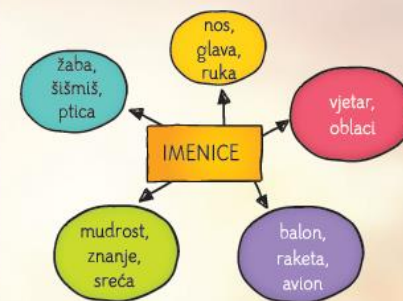 nos,
glava,
ruka
žaba,
šišmiš,
ptica
vjetar,
oblaci
IMENICE
mudrost,
znanje,
sreća
balon,
raketa,
avion